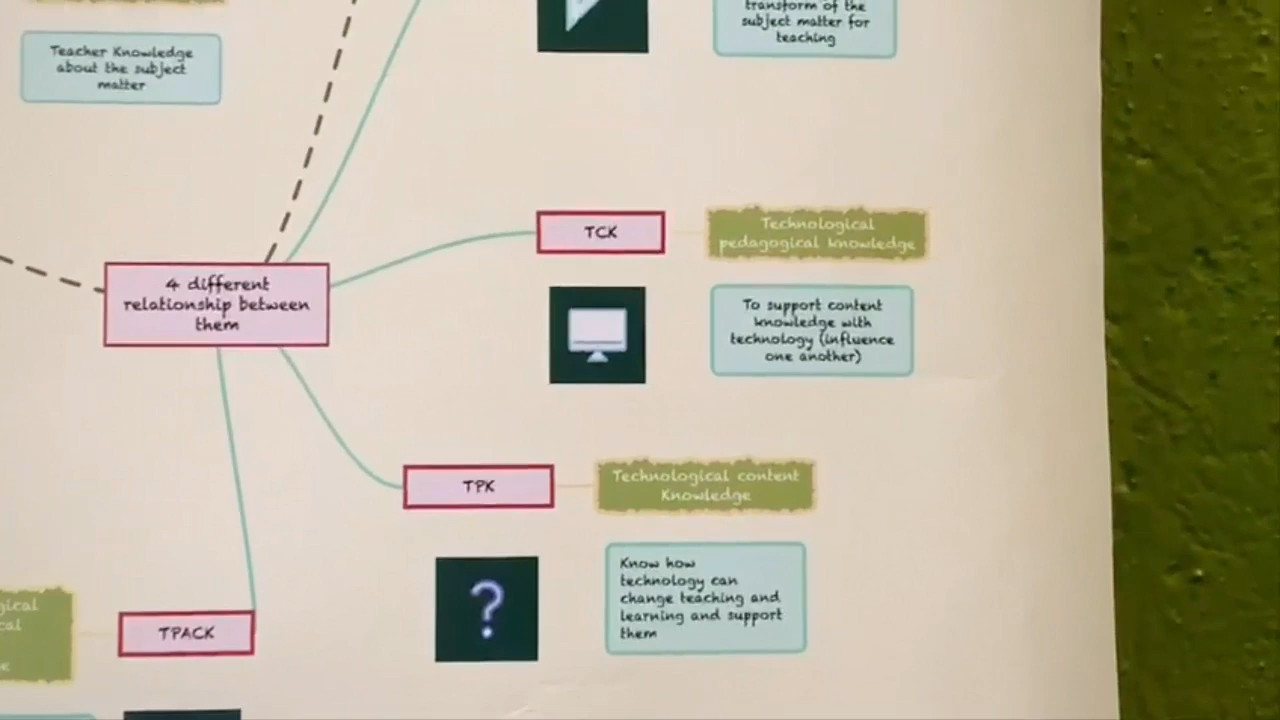 Teacher Knowledge
about the subject
matter
transform of the
subject matter for
teaching
4 different
relationship between
them
TCK
Technological
pedagogical knowledge
To support content
knowledge with
technology (influence
one another)
TPK
Technological content
Knowledge
?
Know how
technology can
change teaching and
learning and support
them
TPACK